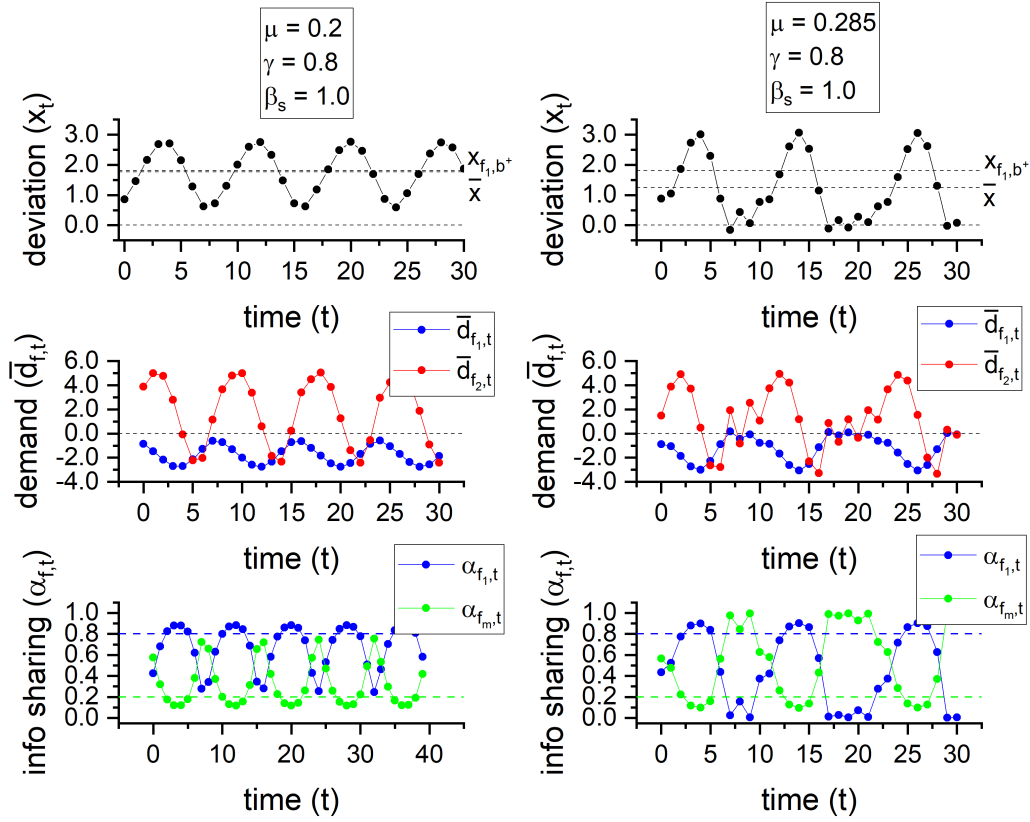 μ = 0.2
γ = 0.8
βs = 1.0
deviation (xt)
3.0
2.0
1.0
0.0
xf1,b+
x̄
0 5 10 15 20 25 30
time (t)
μ = 0.285
γ = 0.8
βs = 1.0
deviation (xt)
3.0
2.0
1.0
0.0
xf1,b+
x̄
0 5 10 15 20 25 30
time (t)
demand (d̄f,t)
6.0
4.0
2.0
0.0
-2.0
-4.0
d̄f1,t
d̄f2,t
0 5 10 15 20 25 30
time (t)
demand (d̄f,t)
6.0
4.0
2.0
0.0
-2.0
-4.0
d̄f1,t
d̄f2,t
0 5 10 15 20 25 30
time (t)
info sharing (αf,t)
1.0
0.8
0.6
0.4
0.2
0.0
αf1,t
αfm,t
0 10 20 30 40
time (t)
info sharing (αf,t)
1.0
0.8
0.6
0.4
0.2
0.0
αf1,t
αfm,t
0 5 10 15 20 25 30
time (t)